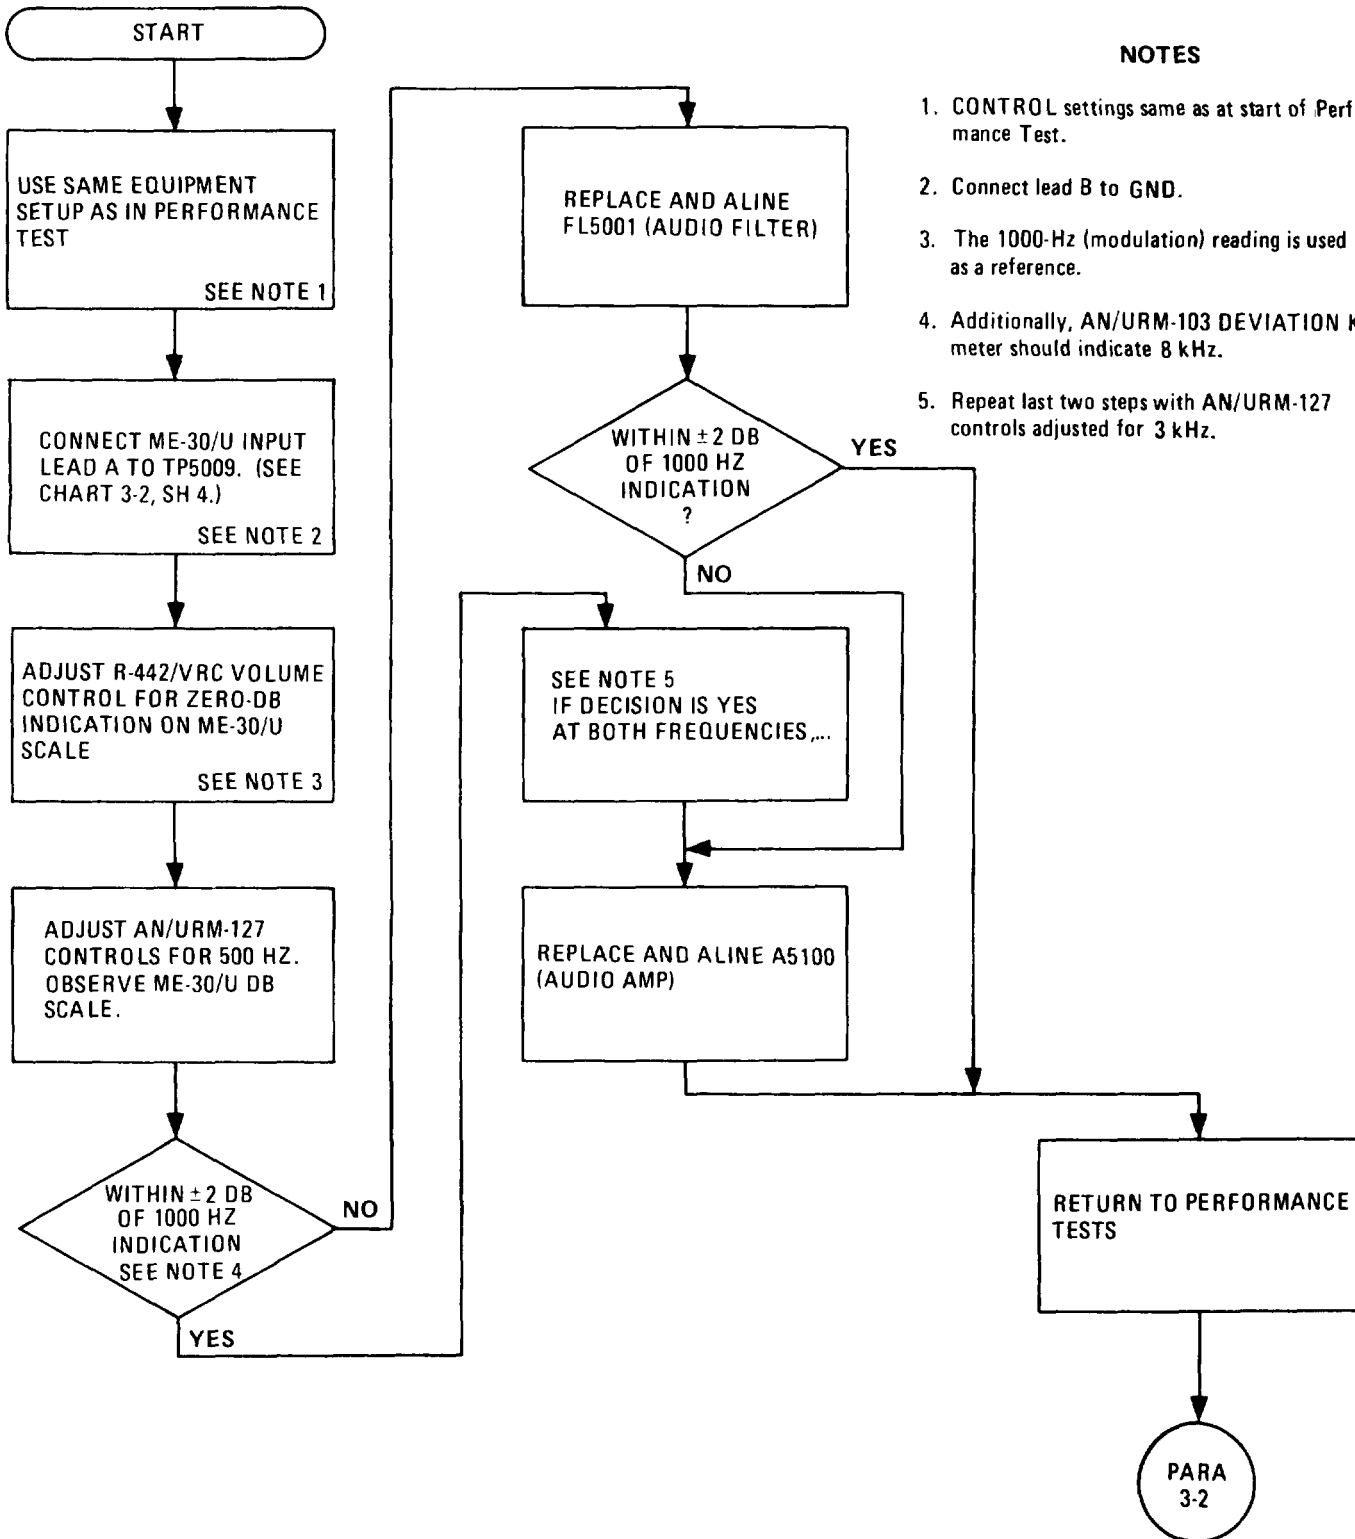 START
USE SAME EQUIPMENT
SETUP AS IN PERFORMANCE
TEST
SEE NOTE 1
CONNECT ME-30/U INPUT
LEAD A TO TP5009. (SEE
CHART 3-2, SH 4.)
SEE NOTE 2
ADJUST R-442/VRC VOLUME
CONTROL FOR ZERO-DB
INDICATION ON ME-30/U
SCALE
SEE NOTE 3
ADJUST AN/URM-127
CONTROLS FOR 500 HZ.
OBSERVE ME-30/U DB
SCALE.
WITHIN ±2 DB
OF 1000 HZ
INDICATION
SEE NOTE 4
NO
YES
REPLACE AND ALINE
FL5001 (AUDIO FILTER)
WITHIN ±2 DB
OF 1000 HZ
INDICATION
?
YES
NO
SEE NOTE 5
IF DECISION IS YES
AT BOTH FREQUENCIES,...
REPLACE AND ALINE A5100
(AUDIO AMP)
NOTES
1. CONTROL settings same as at start of Perf
mance Test.
2. Connect lead B to GND.
3. The 1000-Hz (modulation) reading is used
as a reference.
4. Additionally, AN/URM-103 DEVIATION K
meter should indicate 8 kHz.
5. Repeat last two steps with AN/URM-127
controls adjusted for 3 kHz.
RETURN TO PERFORMANCE
TESTS
PARA
3-2